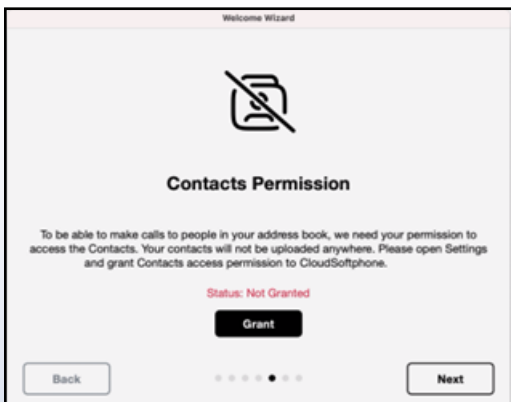 Welcome Wizard
Contacts Permission
To be able to make calls to people in your address book, we need your permission to
access the Contacts. Your contacts will not be uploaded anywhere. Please open Settings
and grant Contacts access permission to CloudSoftphone.
Status: Not Granted
Grant
Back
Next